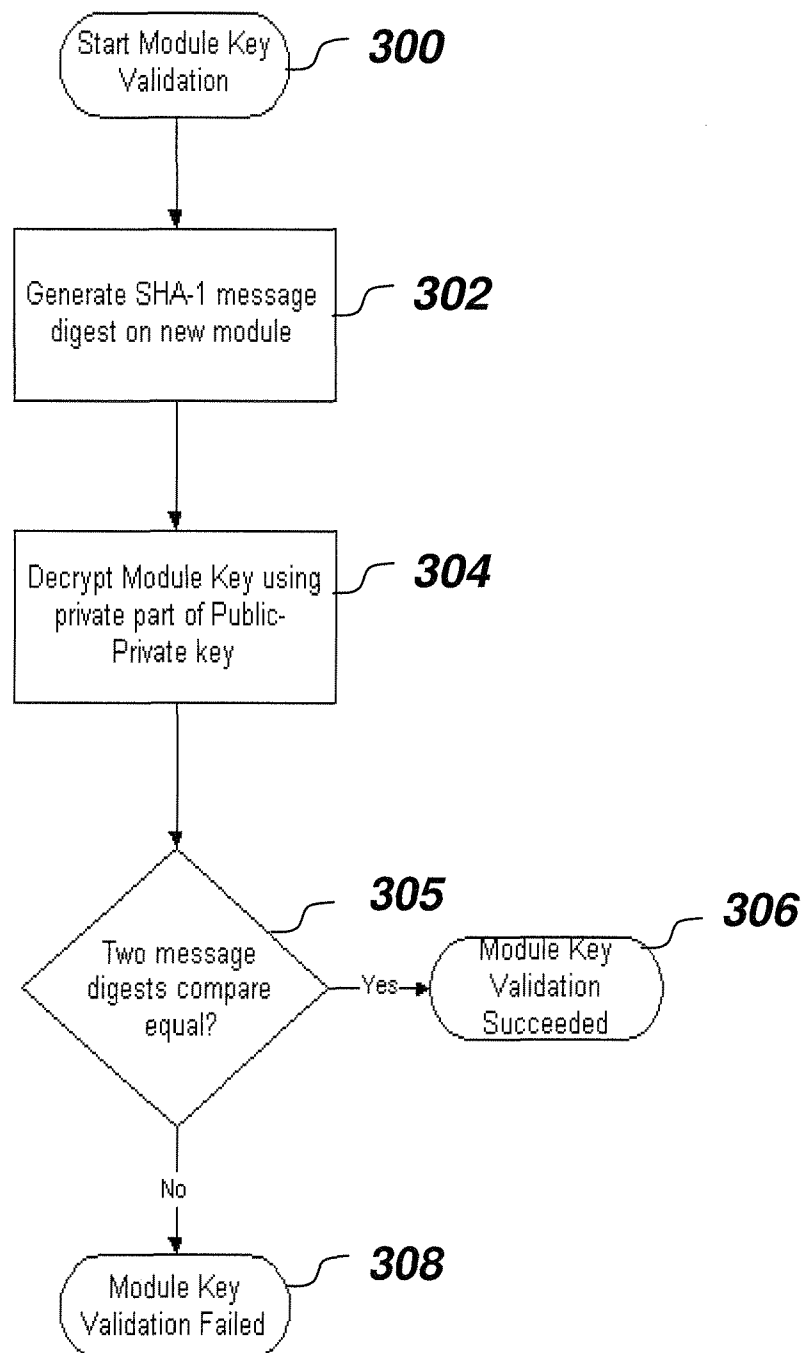 Start Module Key
Validation
300
Generate SHA-1 message
digest on new module
302
Decrypt Module Key using
private part of Public-
Private key
304
Two message
digests compare
equal?
305
Yes
Module Key
Validation
Succeeded
306
No
Module Key
Validation Failed
308